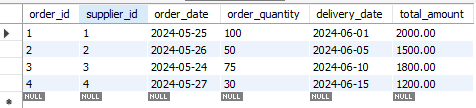 order_id supplier_id order_date order_quantity delivery_date total_amount
1 1 2024-05-25 100 2024-06-01 2000.00
2 2 2024-05-26 50 2024-06-05 1500.00
3 3 2024-05-24 75 2024-06-10 1800.00
4 4 2024-05-27 30 2024-06-15 1200.00
NULL NULL NULL NULL NULL NULL